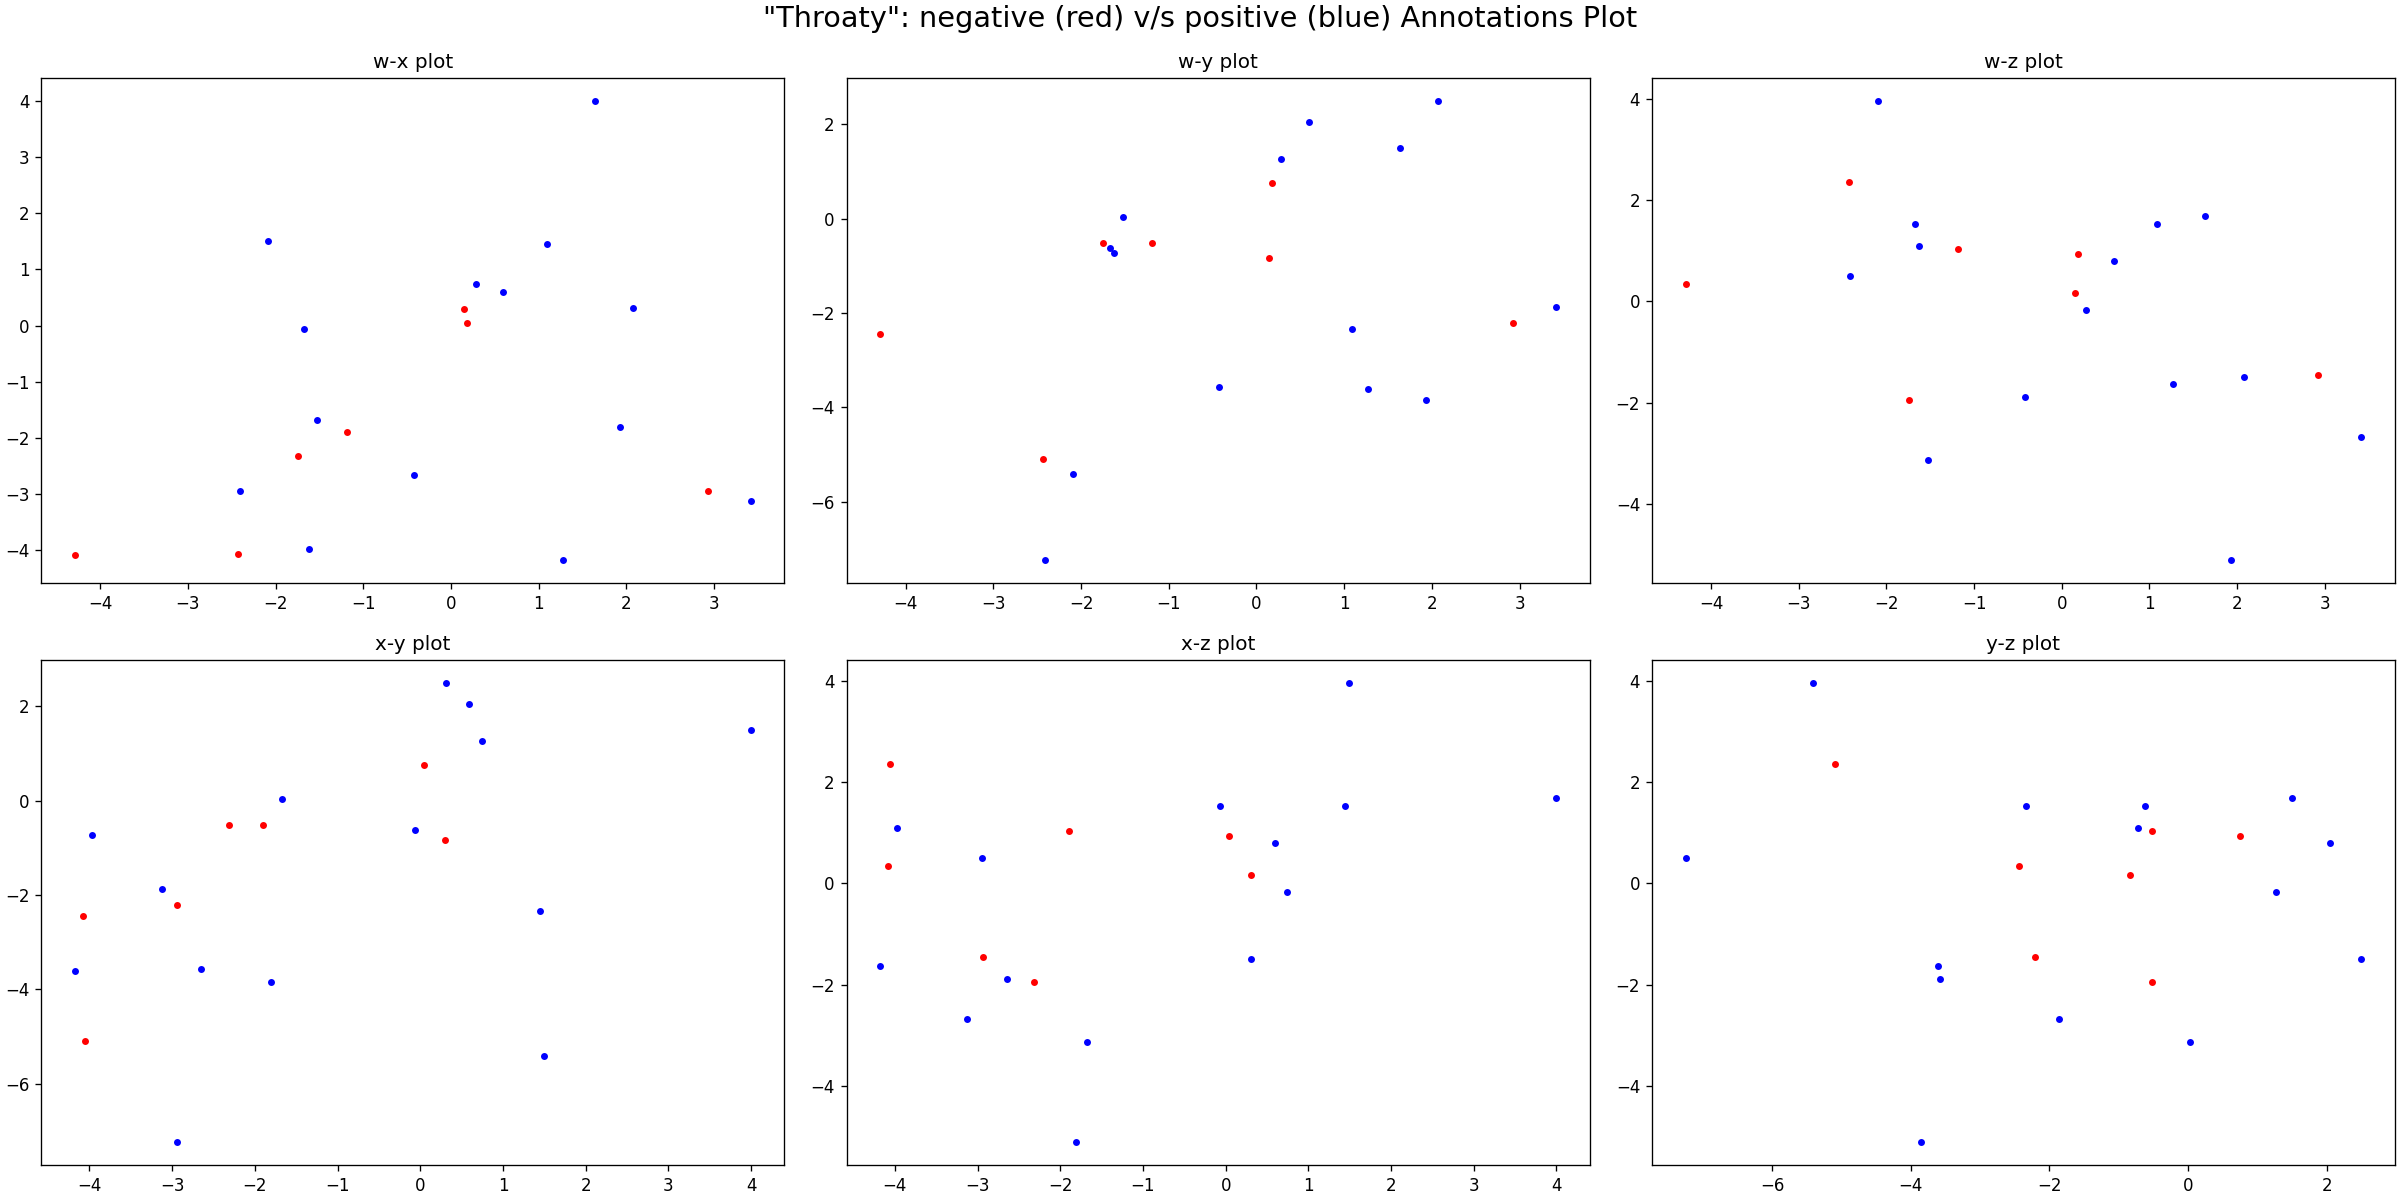 "Throaty": negative (red) v/s positive (blue) Annotations Plot
w-x plot
4
3
2
1
0
−1
−2
−3
−4
−4 −3 −2 −1 0 1 2 3
w-y plot
2
0
−2
−4
−6
−4 −3 −2 −1 0 1 2 3
w-z plot
4
2
0
−2
−4
−4 −3 −2 −1 0 1 2 3
x-y plot
2
0
−2
−4
−6
−4 −3 −2 −1 0 1 2 3 4
x-z plot
4
2
0
−2
−4
−4 −3 −2 −1 0 1 2 3 4
y-z plot
4
2
0
−2
−4
−6 −4 −2 0 2